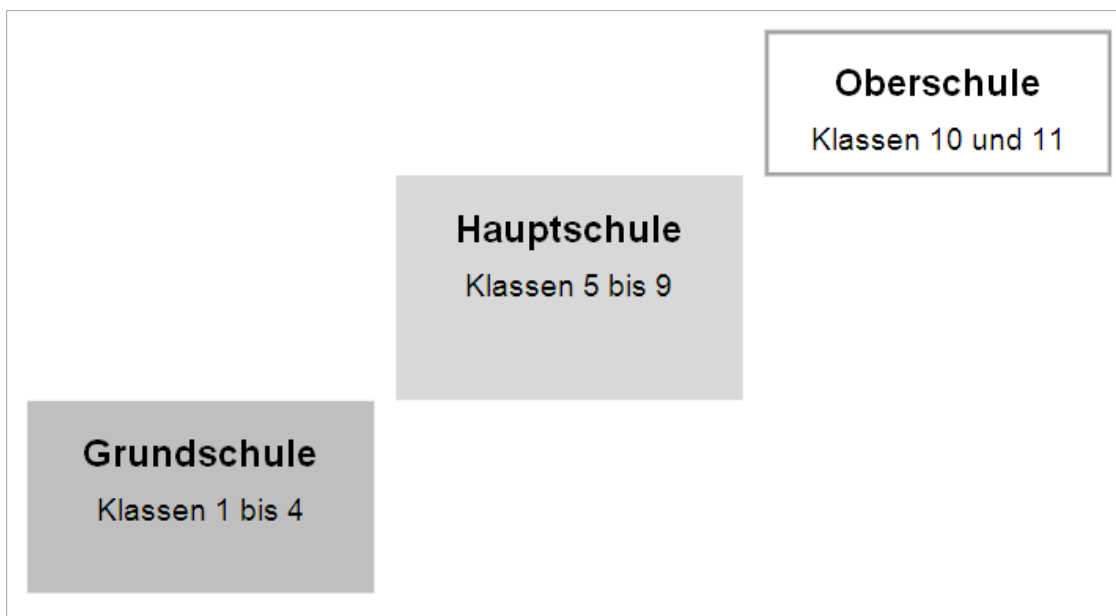 Oberschule
Klassen 10 und 11
Hauptschule
Klassen 5 bis 9
Grundschule
Klassen 1 bis 4